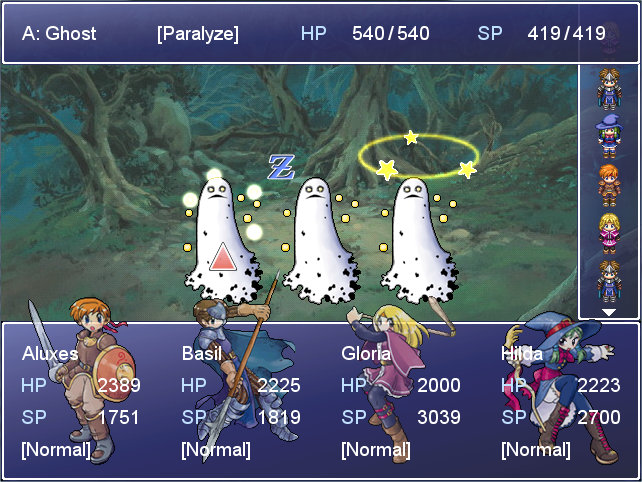 A: Ghost [Paralyze] HP 540/540 SP 419/419
Z
Aluxes Basil Gloria Hilda
HP 2389 HP 2225 HP 2000 HP 2223
SP 1751 SP 1819 SP 3039 SP 2700
[Normal] [Normal] [Normal] [Normal]